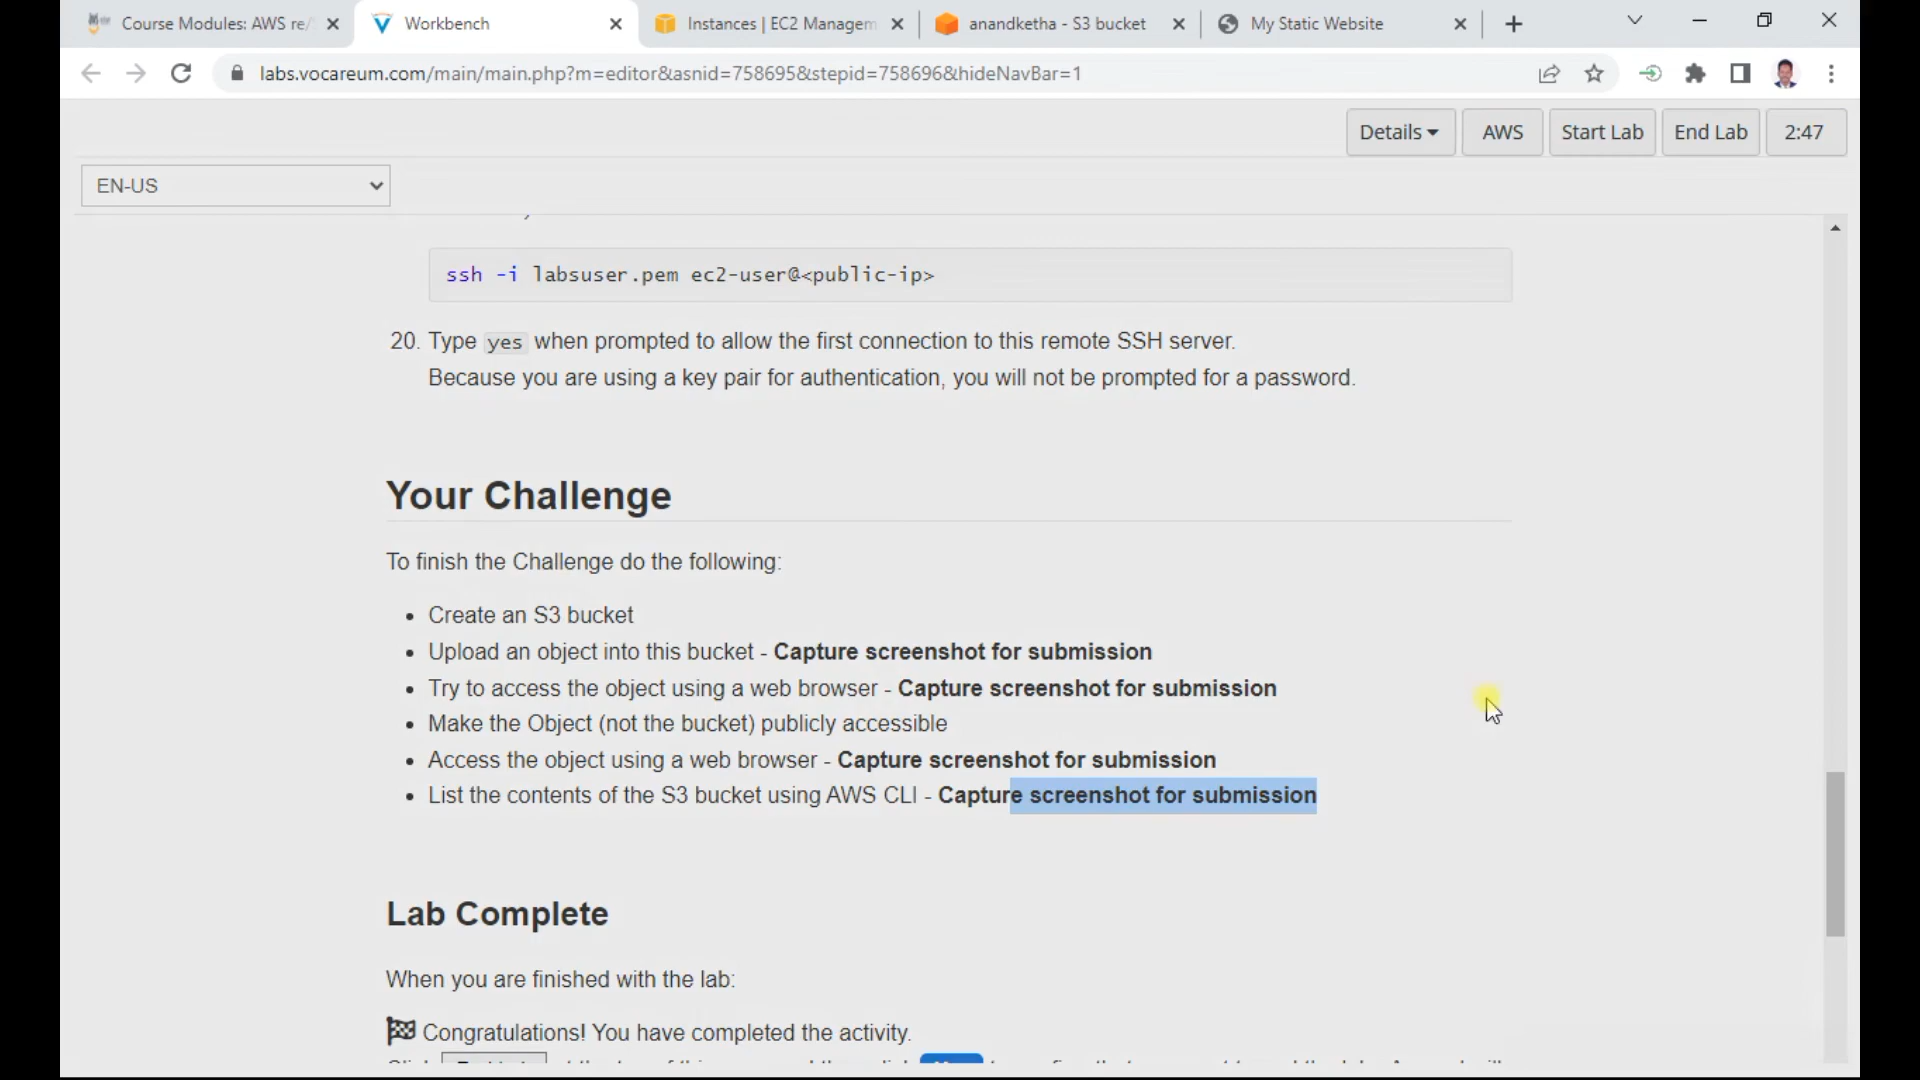 Course Modules: AWS re/
Workbench
Instances | EC2 Managem
anandketha - S3 bucket
My Static Website
labs.vocareum.com/main/main.php?m=editor&asnid=758695&stepid=758696&hideNavBar=1
Details
AWS
Start Lab
End Lab
2:47
EN-US
ssh -i labsuser.pem ec2-user@<public-ip>
20. Type yes when prompted to allow the first connection to this remote SSH server.
Because you are using a key pair for authentication, you will not be prompted for a password.
Your Challenge
To finish the Challenge do the following:
• Create an S3 bucket
• Upload an object into this bucket - Capture screenshot for submission
• Try to access the object using a web browser - Capture screenshot for submission
• Make the Object (not the bucket) publicly accessible
• Access the object using a web browser - Capture screenshot for submission
• List the contents of the S3 bucket using AWS CLI - Capture screenshot for submission
Lab Complete
When you are finished with the lab:
Congratulations! You have completed the activity.